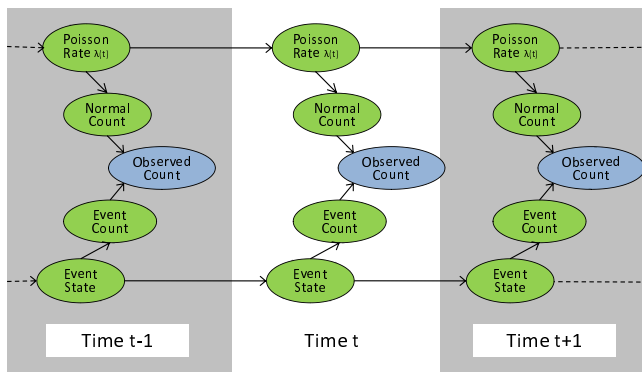 Poisson
Rate λ(t)
Normal
Count
Observed
Count
Event
Count
Event
State
Time t-1
Poisson
Rate λ(t)
Normal
Count
Observed
Count
Event
Count
Event
State
Time t
Poisson
Rate λ(t)
Normal
Count
Observed
Count
Event
Count
Event
State
Time t+1